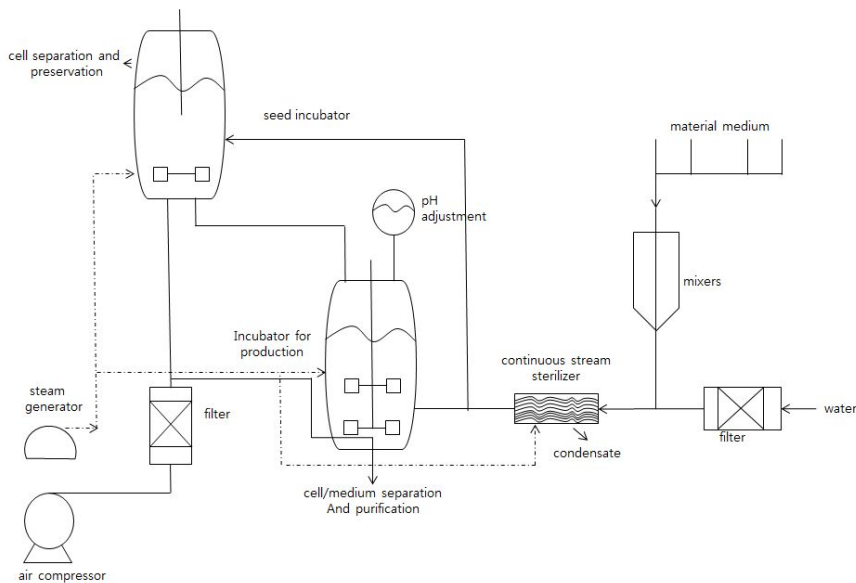 cell separation and
preservation
seed incubator
material medium
pH
adjustment
mixers
Incubator for
production
continuous stream
sterilizer
steam
generator
filter
water
filter
condensate
cell/medium separation
And purification
air compressor